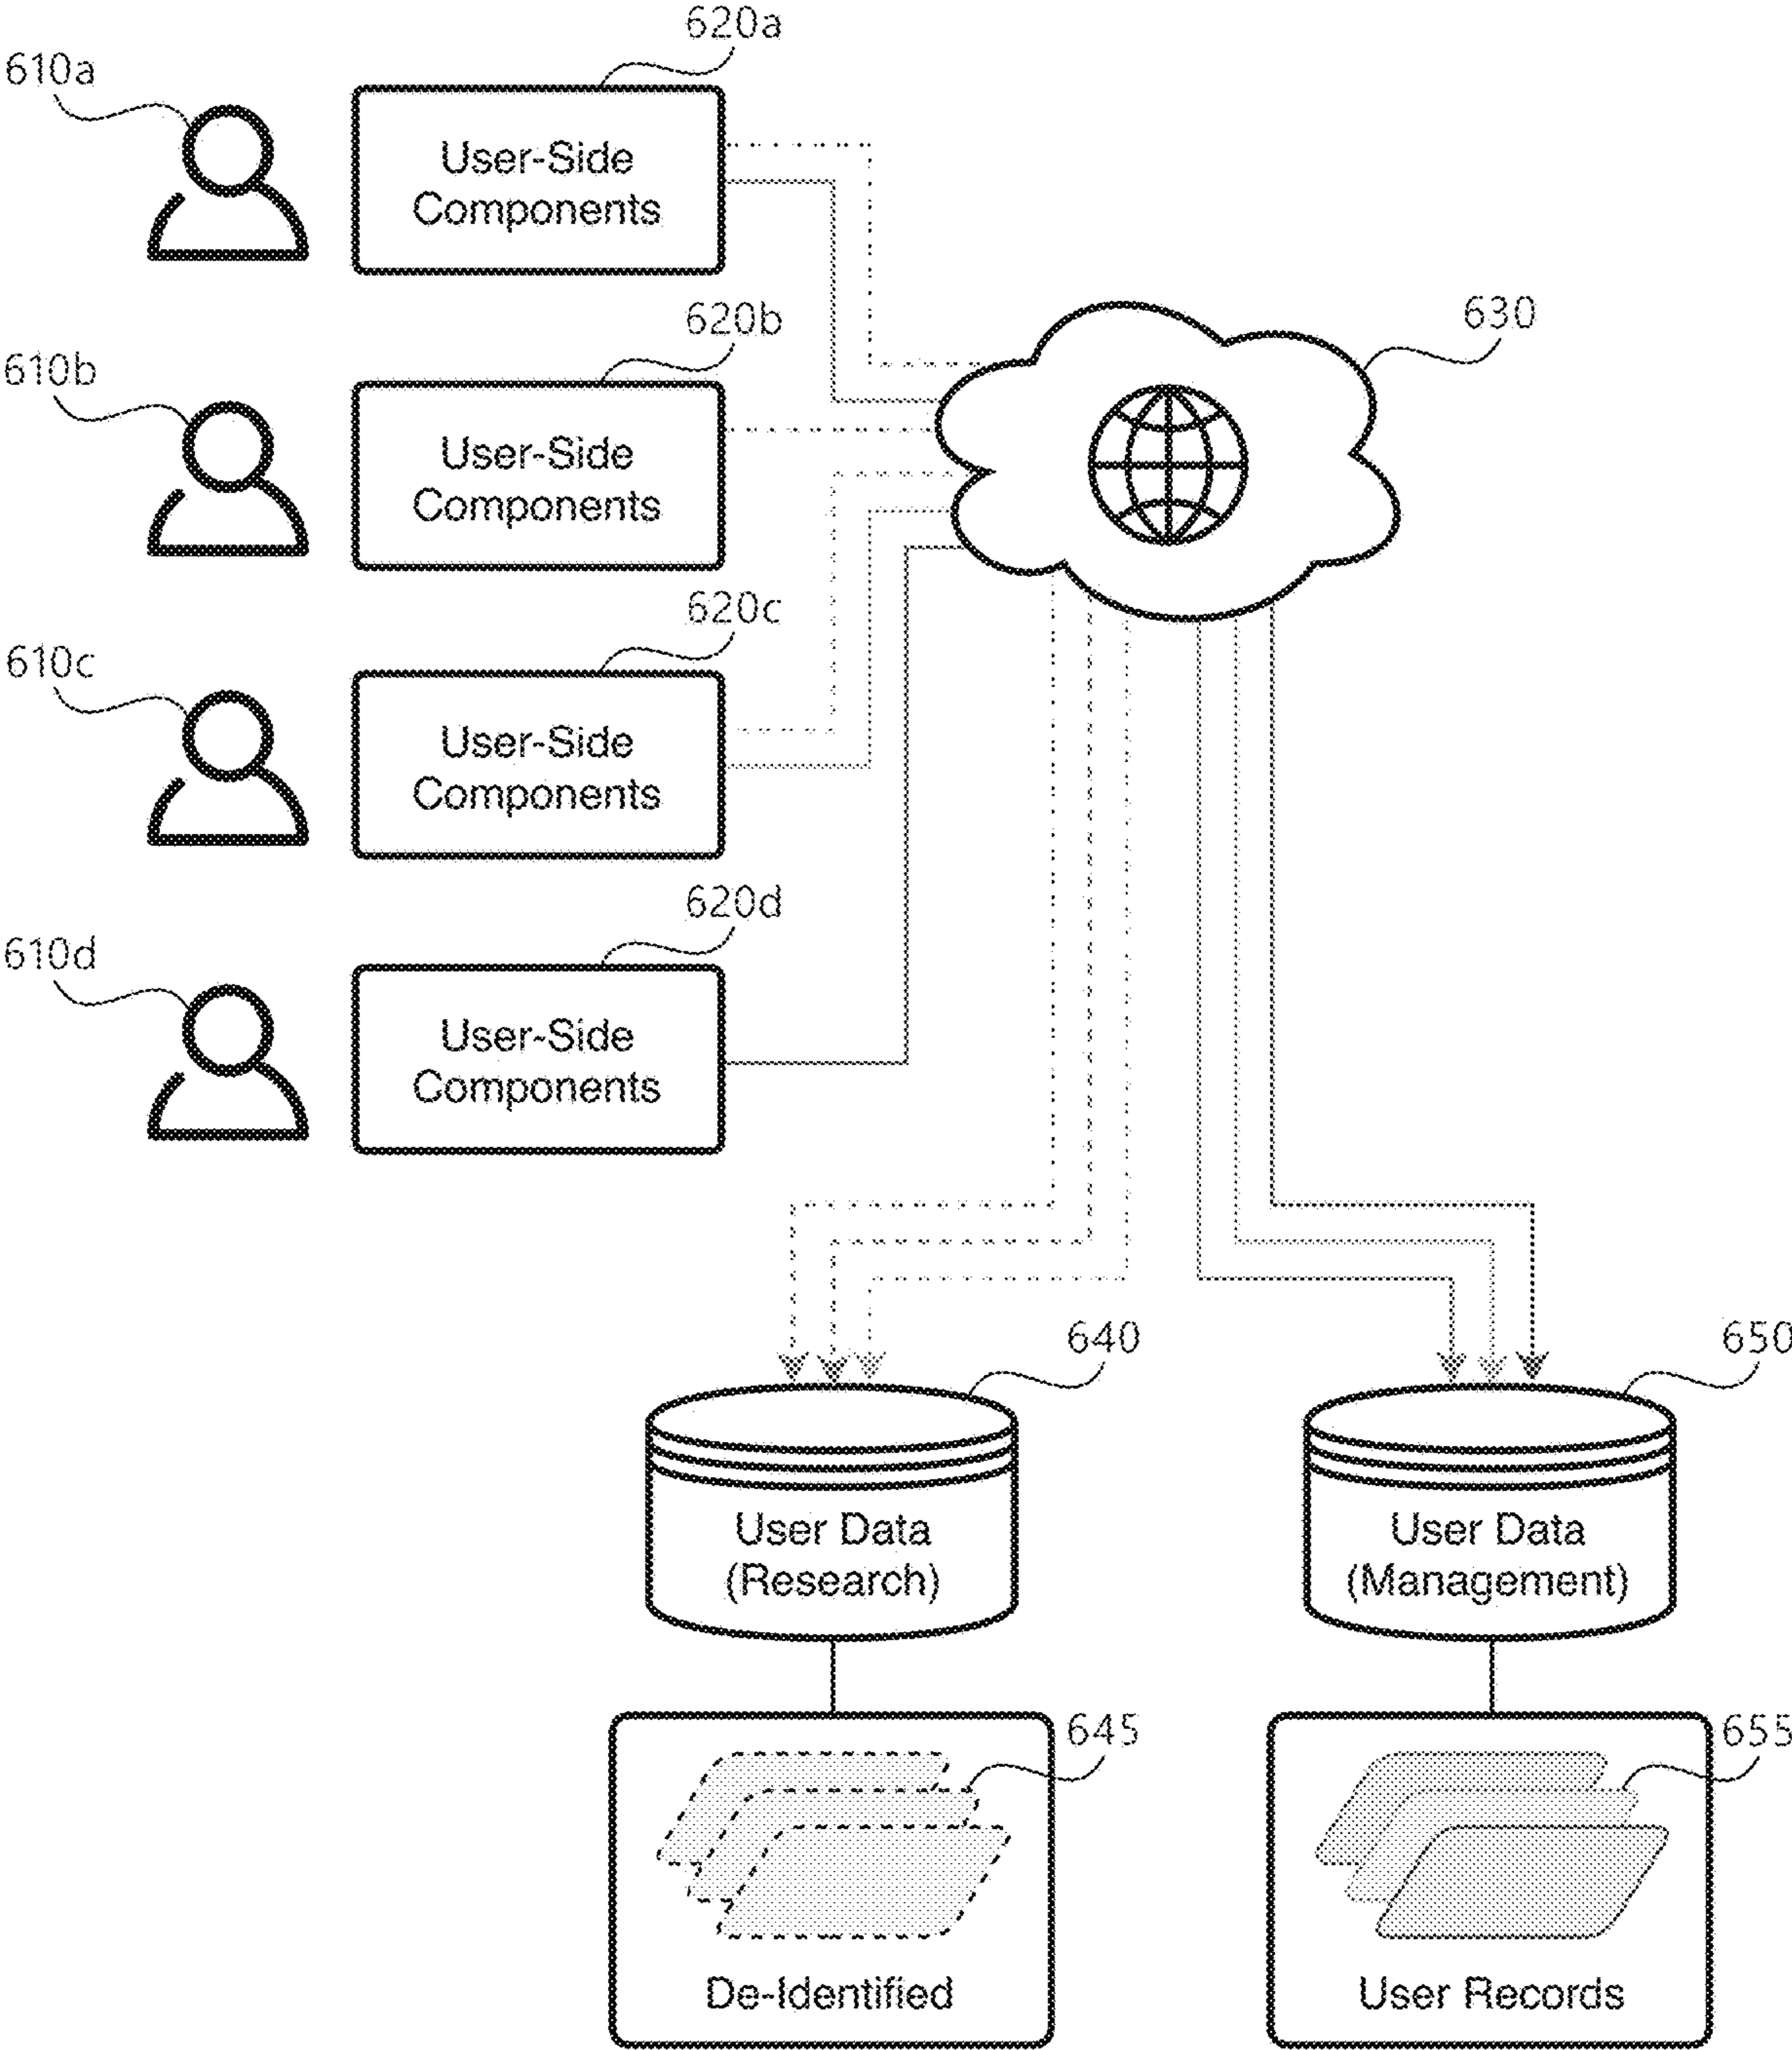 620a
610a
User-Side
Components
620b
630
610b
User-Side
Components
620c
610c
User-Side
Components
620d
610d
User-Side
Components
640
650
User Data
(Research)
User Data
(Management)
645
655
De-Identified
User Records